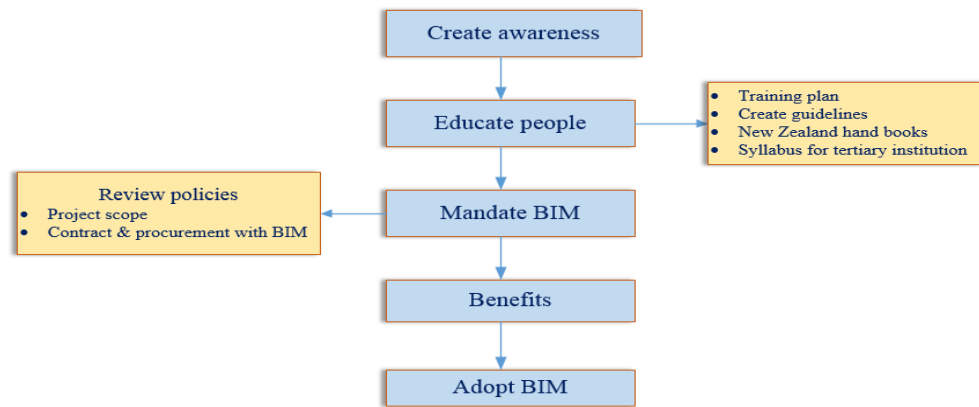 Create awareness
Educate people
• Training plan
• Create guidelines
• New Zealand hand books
• Syllabus for tertiary institution
Review policies
• Project scope
• Contract & procurement with BIM
Mandate BIM
Benefits
Adopt BIM